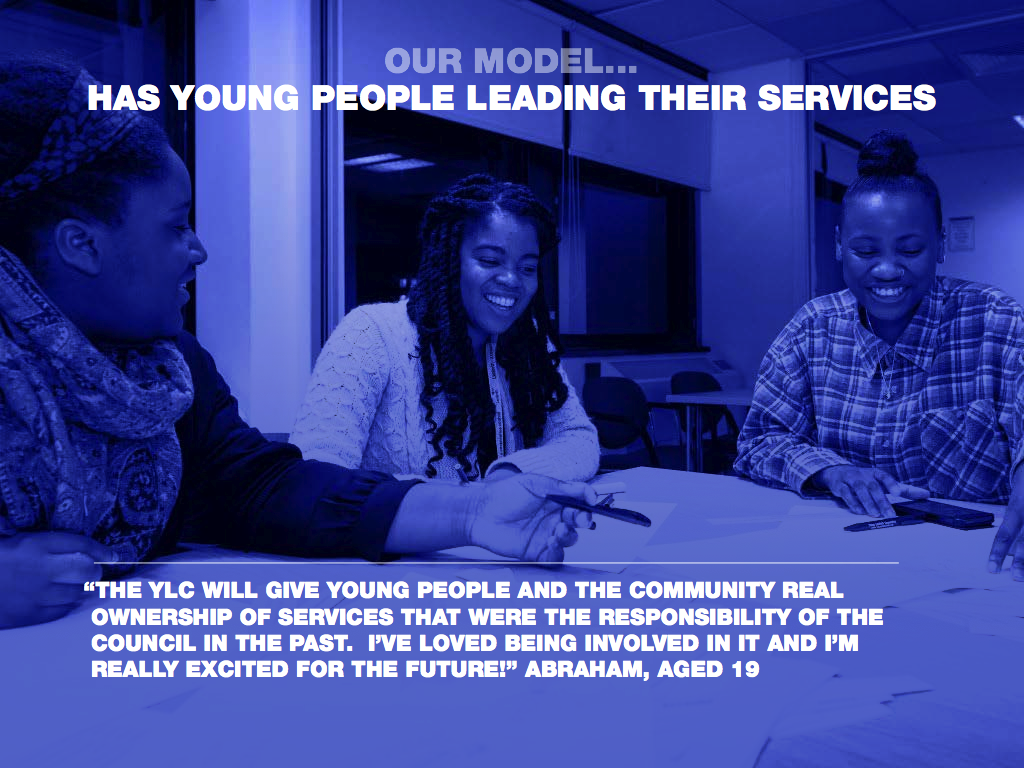 OUR MODEL...
HAS YOUNG PEOPLE LEADING THEIR SERVICES
“THE YLC WILL GIVE YOUNG PEOPLE AND THE COMMUNITY REAL
OWNERSHIP OF SERVICES THAT WERE THE RESPONSIBILITY OF THE
COUNCIL IN THE PAST.  I’VE LOVED BEING INVOLVED IN IT AND I’M
REALLY EXCITED FOR THE FUTURE!” ABRAHAM, AGED 19